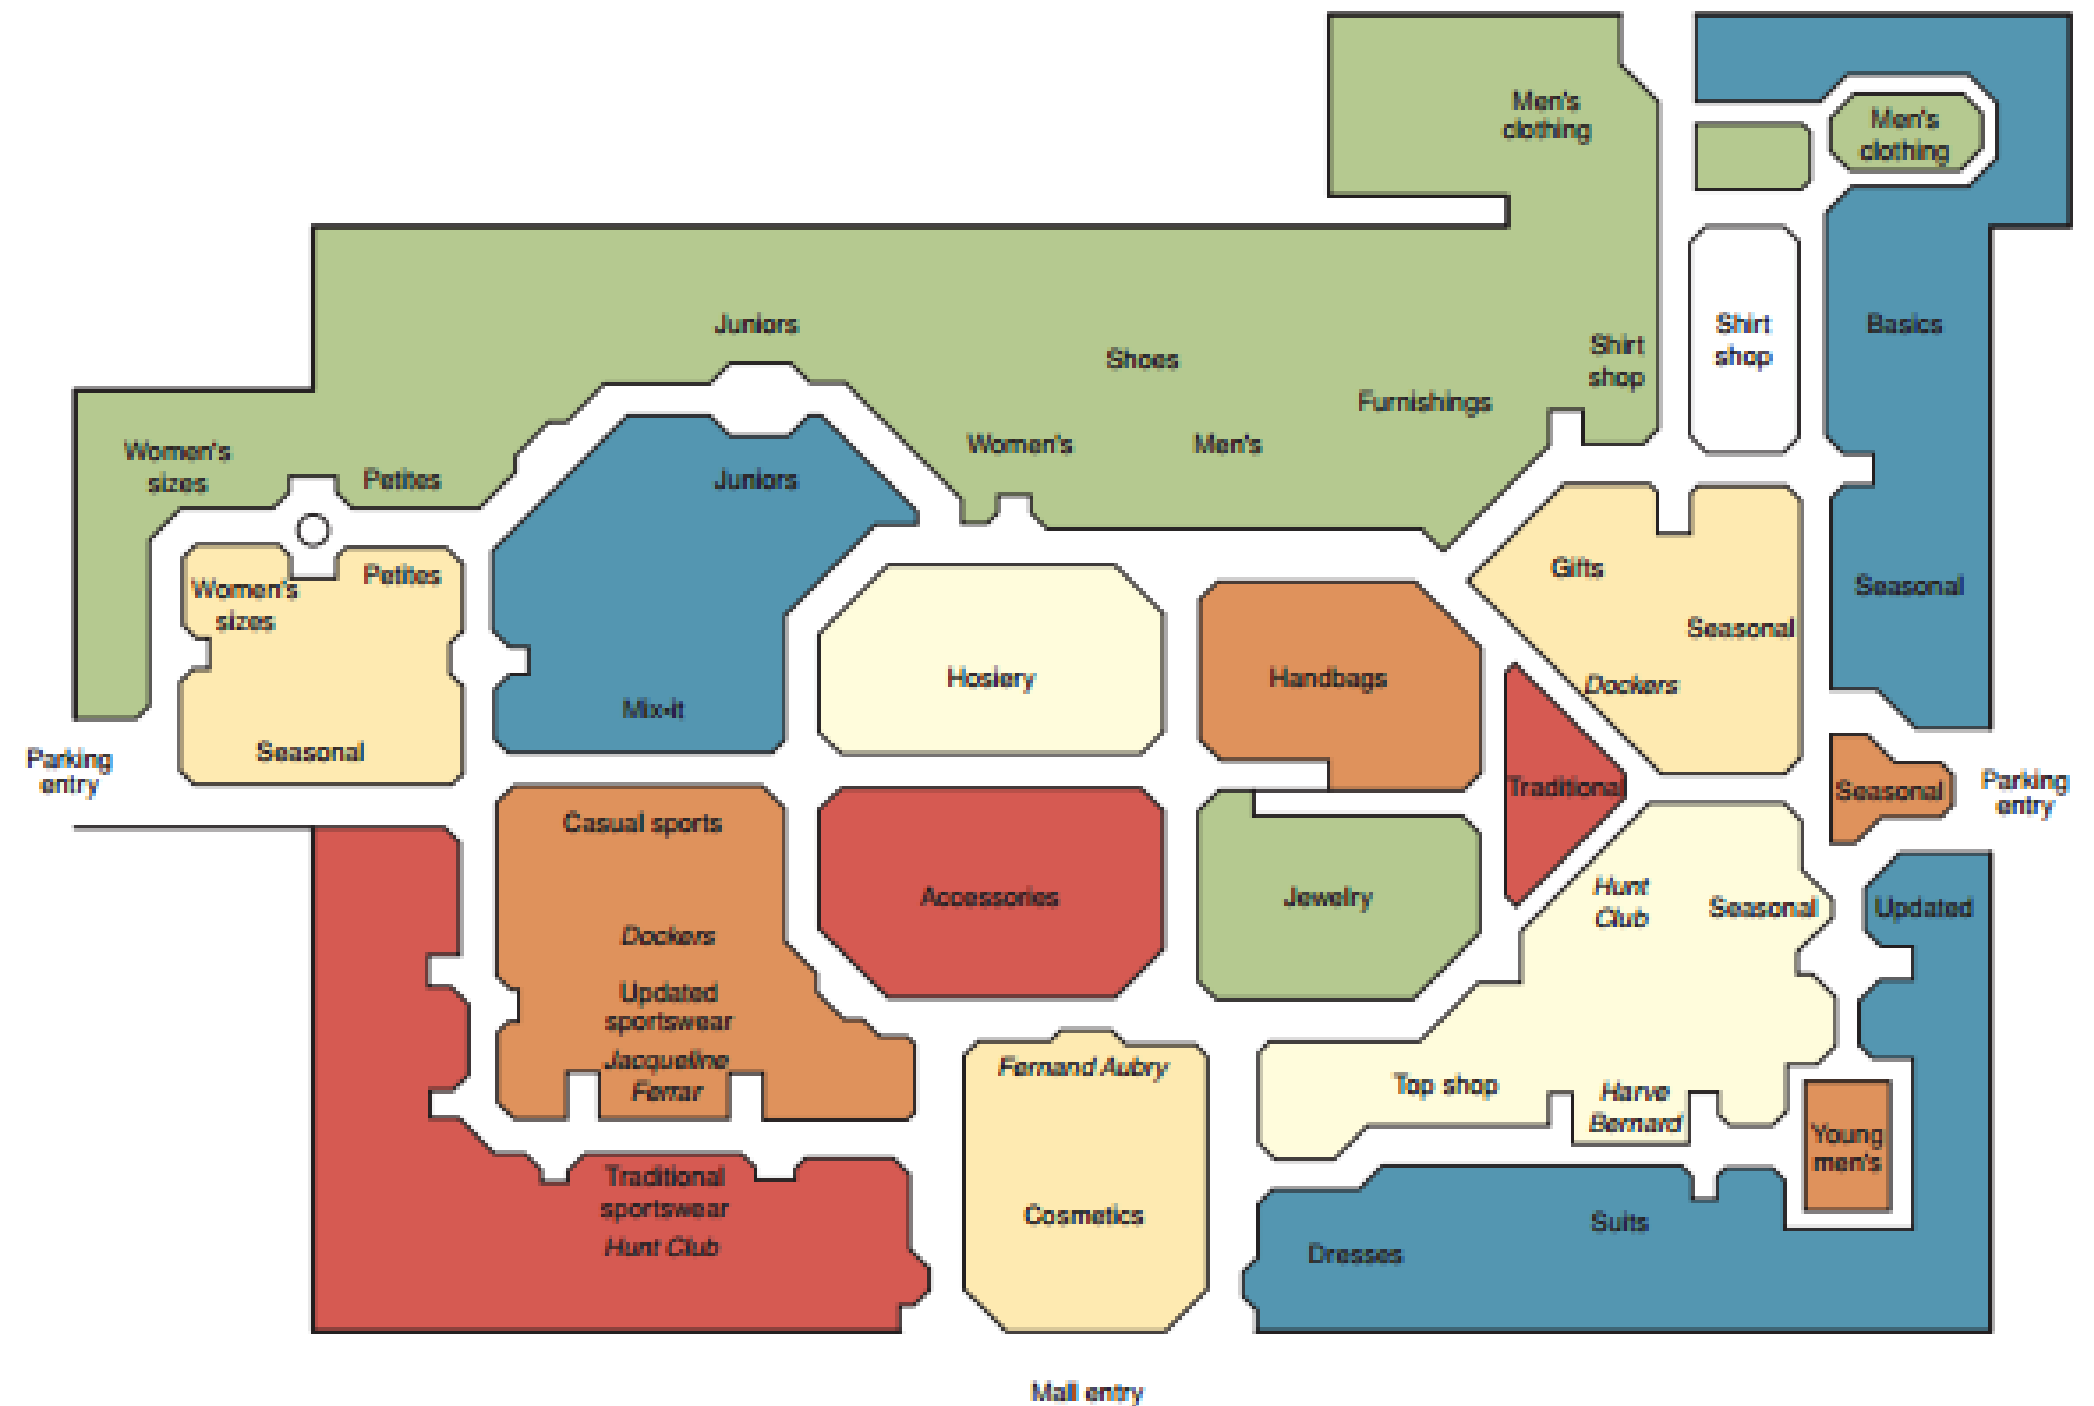 Men's
clothing
Men's
clothing
Juniors
Shoes
Shirt
shop
Shirt
shop
Basics
Furnishings
Women's
sizes
Petites
Juniors
Women's
Men's
Women's
sizes
Petites
Gifts
Seasonal
Seasonal
Hosiery
Handbags
Dockers
Mix-it
Seasonal
Parking
entry
Traditional
Seasonal
Parking
entry
Casual sports
Accessories
Jewelry
Hunt
Club
Seasonal
Updated
Dockers
Updated
sportswear
Jacqueline
Ferrar
Fernand Aubry
Top shop
Harve
Bernard
Young
men's
Traditional
sportswear
Hunt Club
Cosmetics
Suits
Dresses
Mall entry